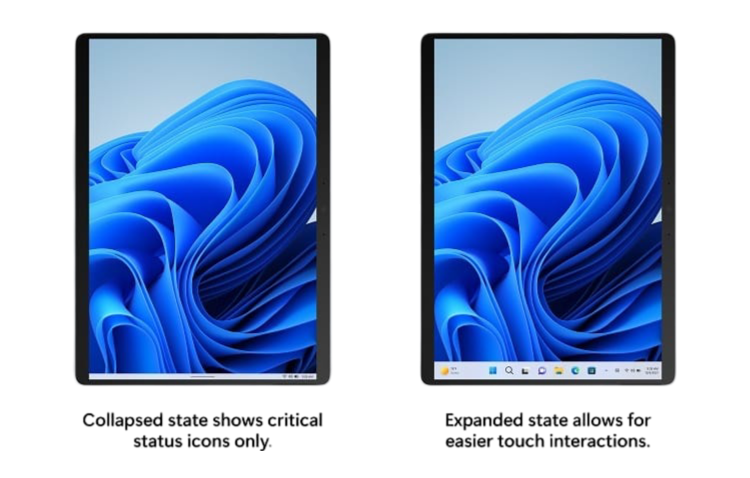 Collapsed state shows critical
status icons only.
Expanded state allows for
easier touch interactions.